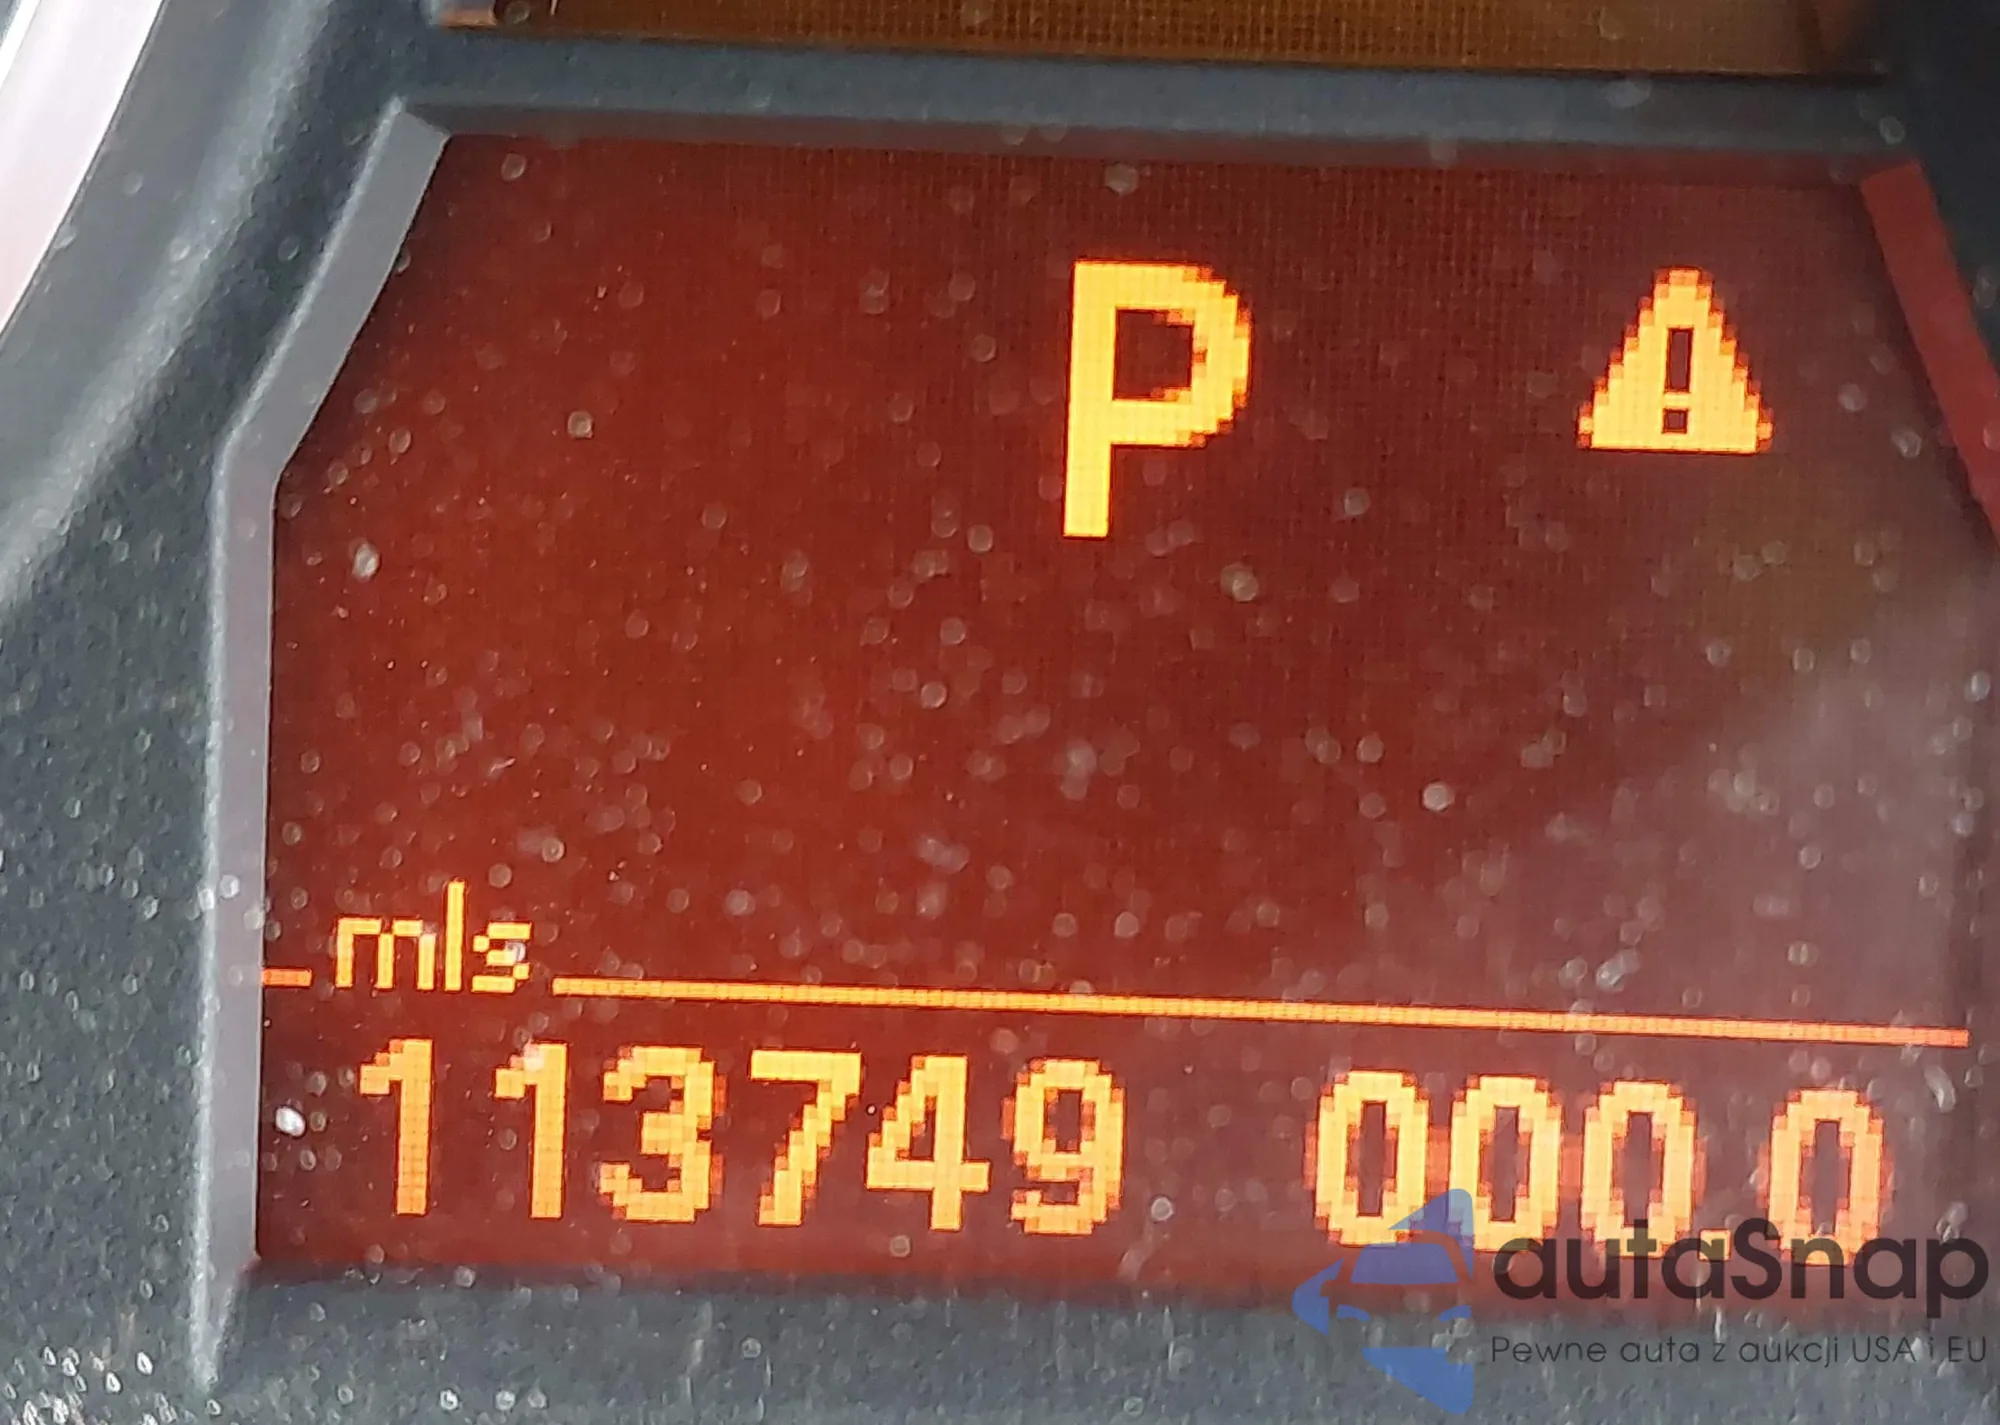 P
mls
113749 000.0
autaSnap
Pewne auta z aukcji USA i EU